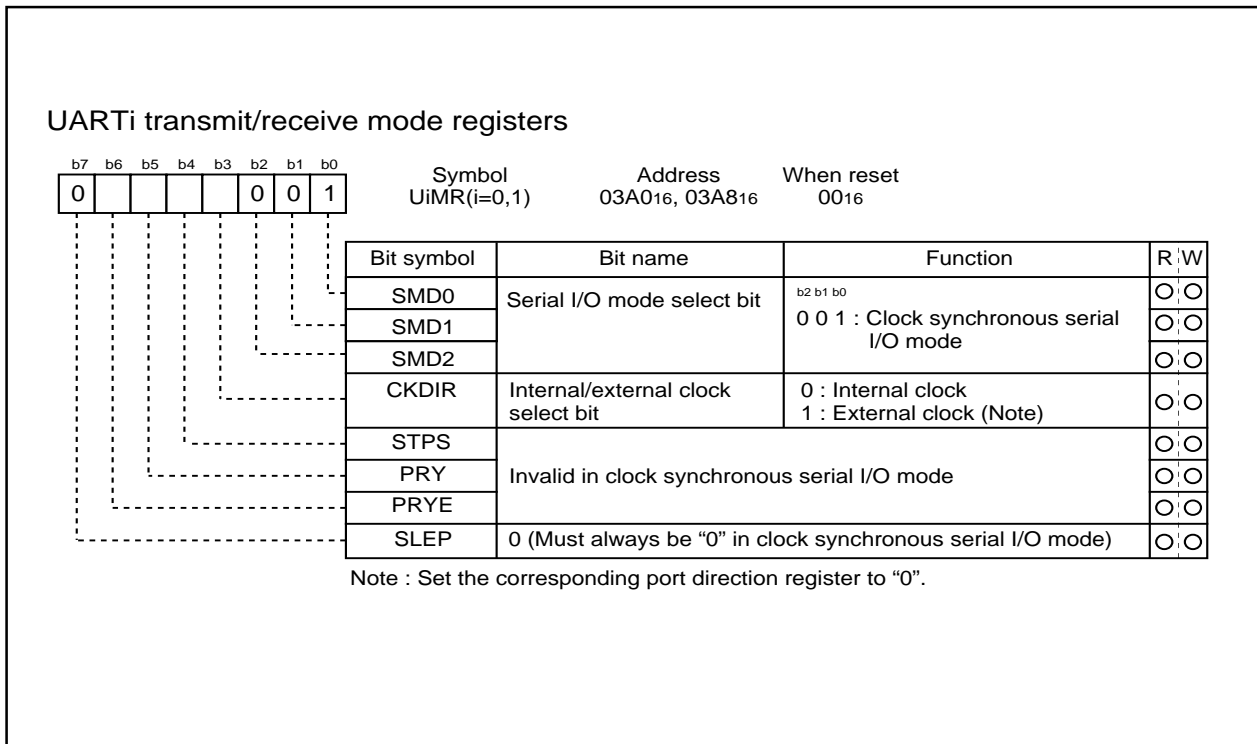 UARTi transmit/receive mode registers
b7 b6 b5 b4 b3 b2 b1 b0
0 0 0 1
Symbol Address When reset
UiMR(i=0,1) 03A016, 03A816 0016
Bit symbol Bit name Function R W
SMD0 Serial I/O mode select bit b2 b1 b0
SMD1 0 0 1 : Clock synchronous serial
I/O mode
SMD2
CKDIR Internal/external clock 0 : Internal clock
select bit 1 : External clock (Note)
STPS
PRY Invalid in clock synchronous serial I/O mode
PRYE
SLEP 0 (Must always be “0” in clock synchronous serial I/O mode)
Note : Set the corresponding port direction register to “0”.